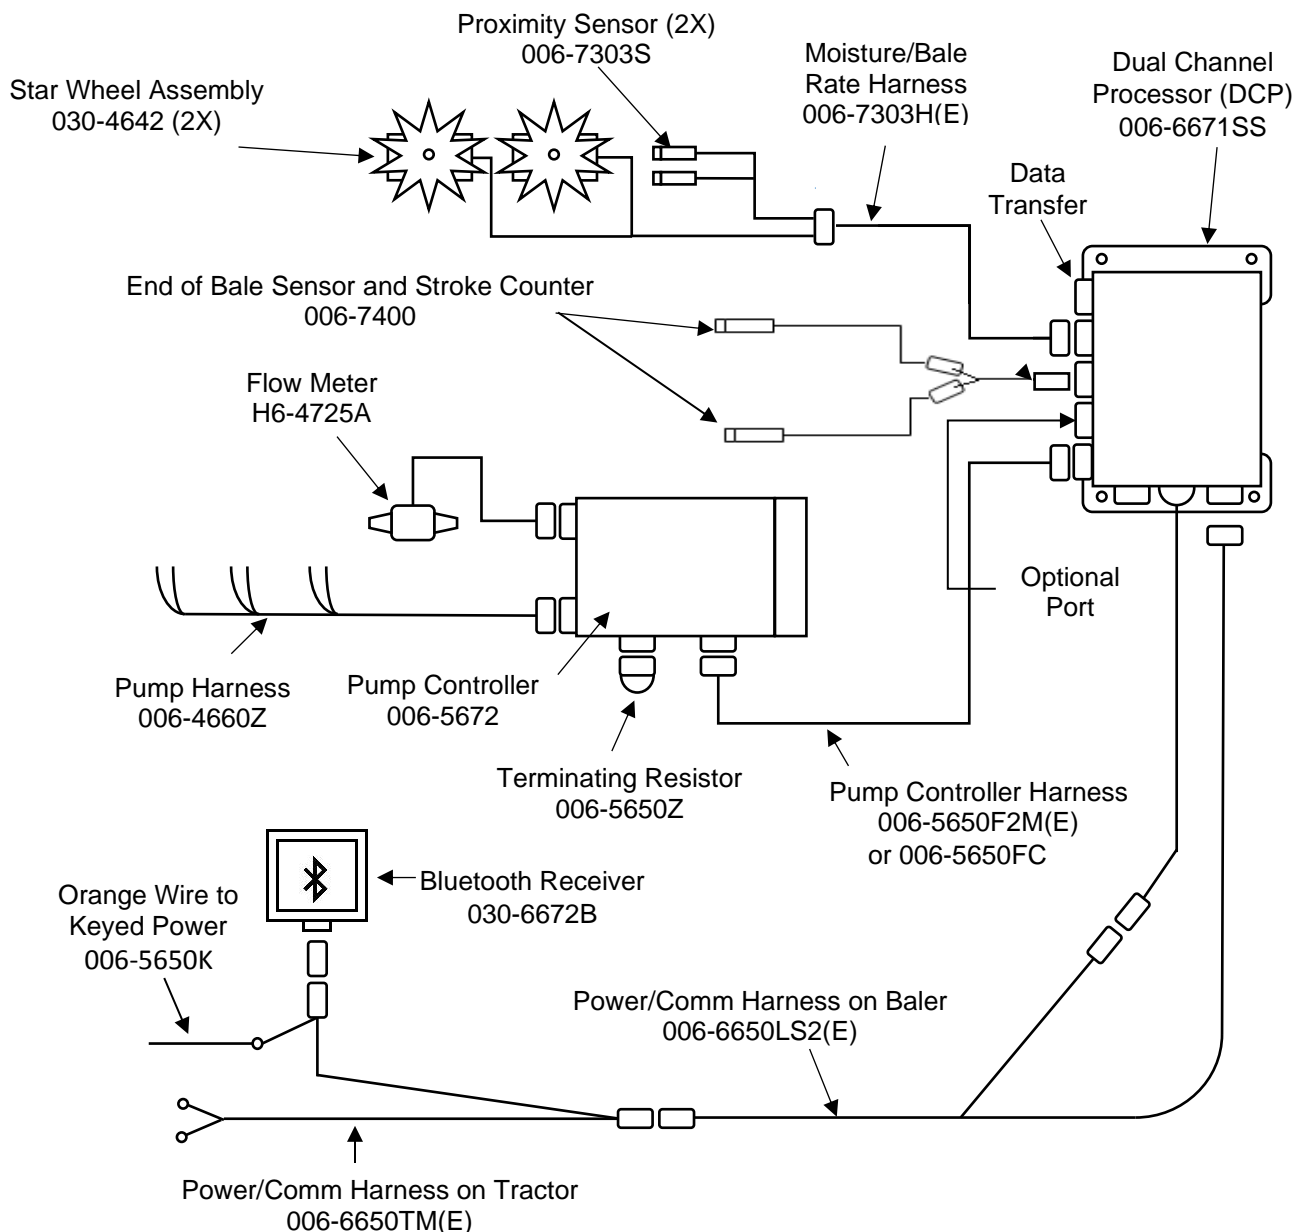 Proximity Sensor (2X)
006-7303S
Moisture/Bale
Rate Harness
006-7303H(E)
Dual Channel
Processor (DCP)
006-6671SS
Star Wheel Assembly
030-4642 (2X)
Data
Transfer
End of Bale Sensor and Stroke Counter
006-7400
Flow Meter
H6-4725A
Optional
Port
Pump Harness
006-4660Z
Pump Controller
006-5672
Terminating Resistor
006-5650Z
Pump Controller Harness
006-5650F2M(E)
or 006-5650FC
Bluetooth Receiver
030-6672B
Orange Wire to
Keyed Power
006-5650K
Power/Comm Harness on Baler
006-6650LS2(E)
Power/Comm Harness on Tractor
006-6650TM(E)